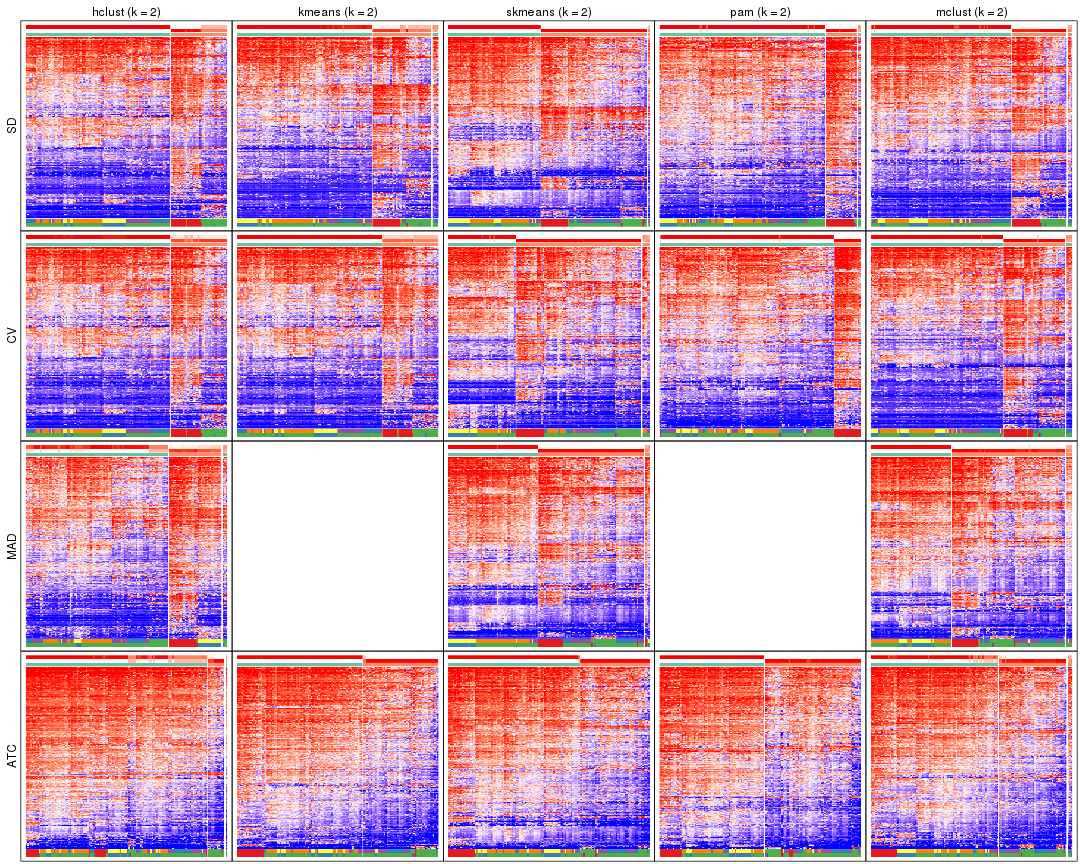 hclust (k = 2)
kmeans (k = 2)
skmeans (k = 2)
pam (k = 2)
mclust (k = 2)
SD
CV
MAD
ATC